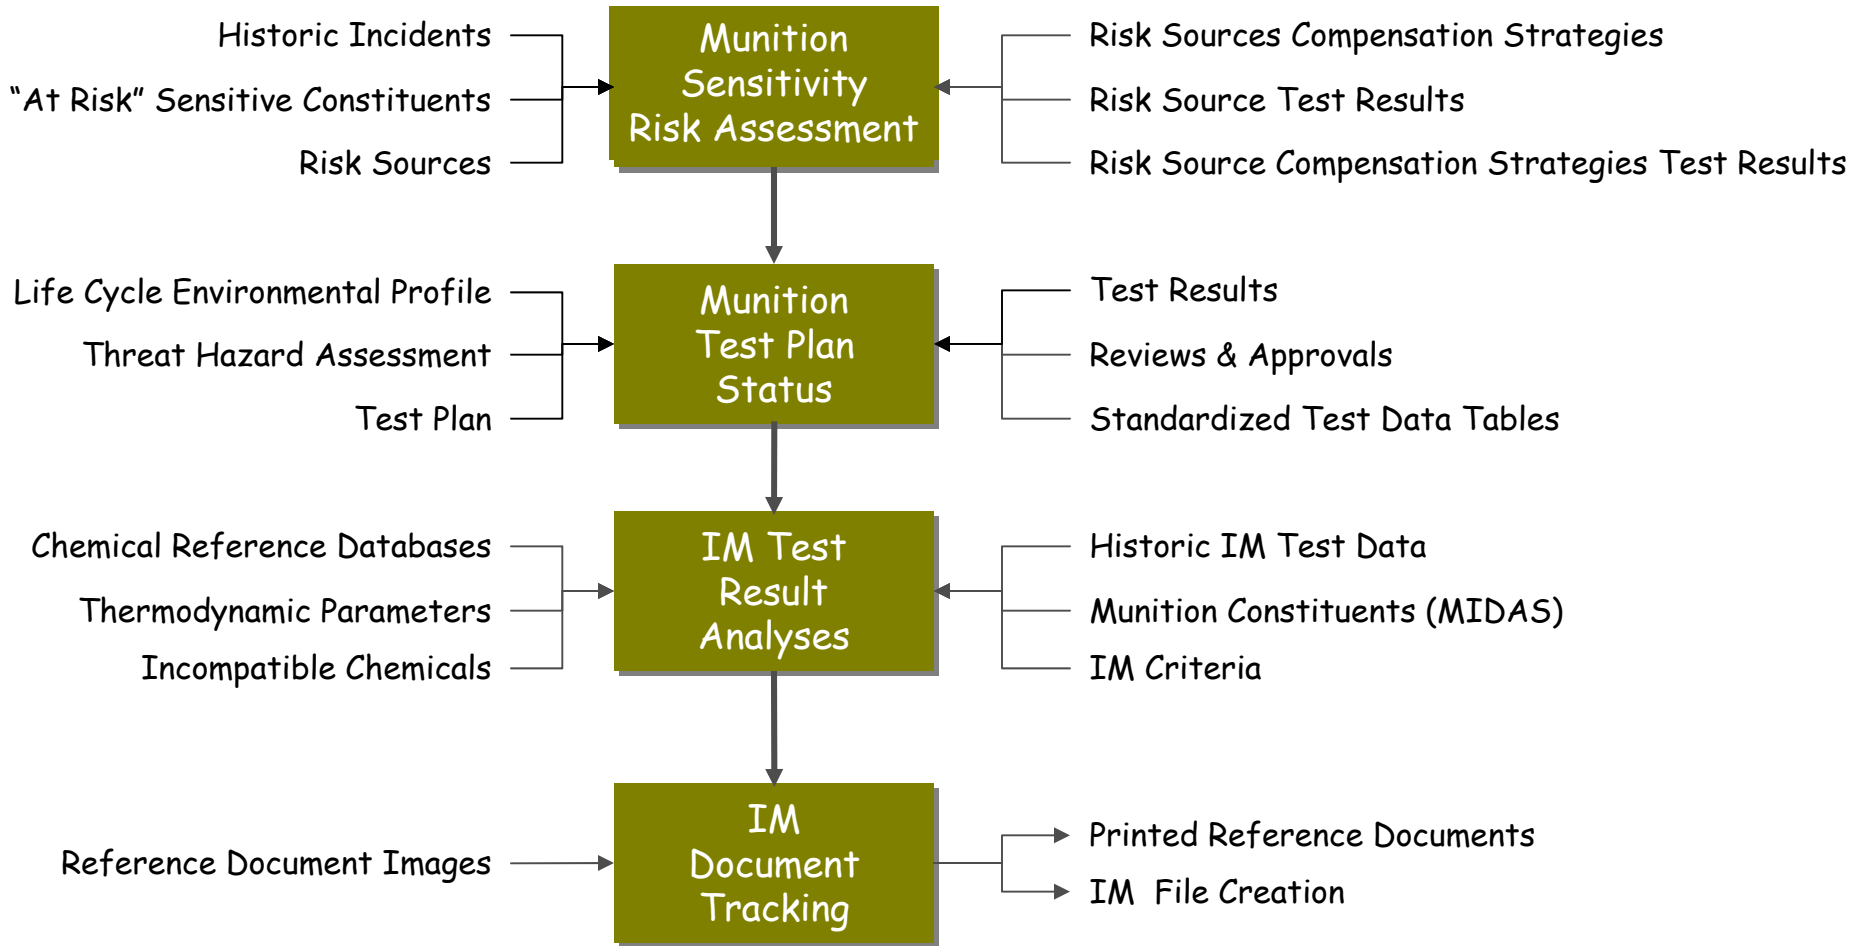 Historic Incidents
“At Risk” Sensitive Constituents
Risk Sources
Munition
Sensitivity
Risk Assessment
Risk Sources Compensation Strategies
Risk Source Test Results
Risk Source Compensation Strategies Test Results
Life Cycle Environmental Profile
Threat Hazard Assessment
Test Plan
Munition
Test Plan
Status
Test Results
Reviews & Approvals
Standardized Test Data Tables
Chemical Reference Databases
Thermodynamic Parameters
Incompatible Chemicals
IM Test
Result
Analyses
Historic IM Test Data
Munition Constituents (MIDAS)
IM Criteria
Reference Document Images
IM
Document
Tracking
Printed Reference Documents
IM File Creation